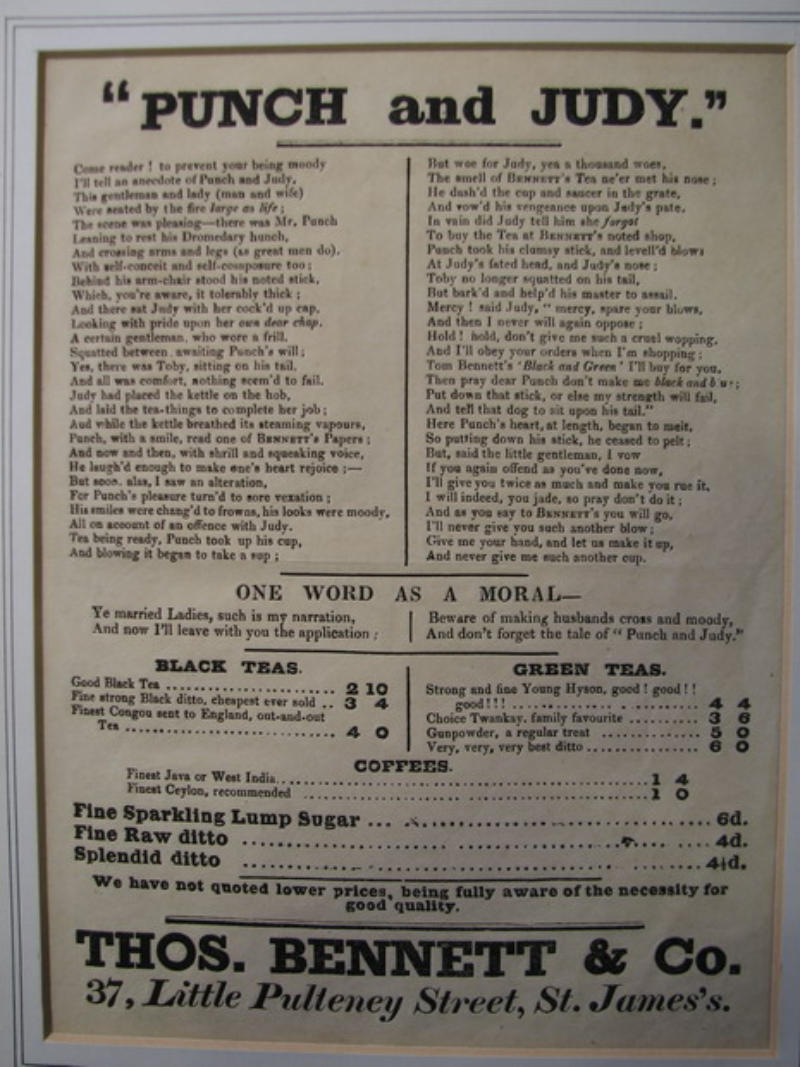 "PUNCH and JUDY."
Come reader ! to prevent your being moody
I'll tell an anecdote of Punch and Judy,
This gentleman and lady (man and wife)
Were seated by the fire large as life ;
The scene was pleasing—there was Mr. Punch
Leaning to rest his Dromedary hunch,
And crossing arms and legs (as great men do),
With self-conceit and self-composure too ;
Behind his arm-chair stood his noted stick,
Which, you're aware, it tolerably thick ;
And there sat Judy with her cock'd up cap,
Looking with pride upon her own dear chap.
A certain gentleman, who wore a frill,
Squatted between, awaiting Punch's will ;
Yes, there was Toby, sitting on his tail,
And all was comfort, nothing seem'd to fail.
Judy had placed the kettle on the hob,
And laid the tea-things to complete her job ;
Aud while the kettle breathed its steaming vapours,
Punch, with a smile, read one of BENNETT's Papers ;
And now and then, with shrill and squeaking voice,
He laugh'd enough to make one's heart rejoice ;—
But soon, alas, I saw an alteration,
For Punch's pleasure turn'd to sore vexation ;
His smiles were chang'd to frowns, his looks were moody,
All on account of an offence with Judy.
Tea being ready, Punch took up his cup,
And blowing it began to take a sup ;
But woe for Judy, yea a thousand woes,
The smell of BENNETT's Tea ne'er met his nose ;
He dash'd the cup and saucer in the grate,
And vow'd his vengeance upon Judy's pate.
In vain did Judy tell him she forgot
To buy the Tea at BENNETT's noted shop,
Punch took his clumsy stick, and levell'd blows
At Judy's fated head, and Judy's nose ;
Toby no longer squatted on his tail,
But bark'd and help'd his master to assail.
Mercy ! said Judy, " mercy, spare your blows,
And then I never will again oppose ;
Hold ! hold, don't give me such a cruel wopping,
And I'll obey your orders when I'm shopping ;
Tom Bennett's 'Black and Green' I'll buy for you,
Then pray dear Punch don't make me black and
Put down that stick, or else my strength will fail,
And tell that dog to sit upon his tail."
Here Punch's heart, at length, began to melt,
So putting down his stick, he ceased to pelt ;
But, said the little gentleman, I vow
If you again offend as you've done now,
I'll give you twice as much and make you rue it,
I will indeed, you jade, so pray don't do it ;
And as you say to BENNETT's you will go,
I'll never give you such another blow ;
Give me your hand, and let us make it up,
And never give me such another cup.
ONE WORD AS A MORAL—
Ye married Ladies, such is my narration,
And now I'll leave with you the application ;
Beware of making husbands cross and moody,
And don't forget the tale of " Punch and Judy."
BLACK TEAS.
Good Black Tea .................... 2 10
Fine strong Black ditto, cheapest ever sold .. 3 4
Finest Congou sent to England, out-and-out
Tea .................... 4 0
GREEN TEAS.
Strong and fine Young Hyson, good ! good ! !
good ! ! ! .................... 4 4
Choice Twankay, family favourite .......... 3 6
Gunpowder, a regular treat .............. 5 0
Very, very, very best ditto ................ 6 0
COFFEES.
Finest Java or West India.................... 1 4
Finest Ceylon, recommended .................... 1 0
Fine Sparkling Lump Sugar .................... 6d.
Fine Raw ditto .................... 4d.
Splendid ditto .................... 4½d.
We have not quoted lower prices, being fully aware of the necessity for
good quality.
THOS. BENNETT & Co.
37, Little Pulteney Street, St. James's.